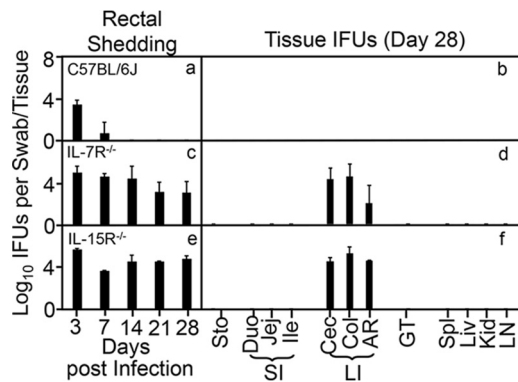 Rectal
Shedding
Tissue IFUs (Day 28)
Log10 IFUs per Swab/Tissue
8
C57BL/6J
a
b
4
0
IL-7R-/-
c
d
4
0
IL-15R-/-
e
f
4
0
3 7 14 21 28
Days
post Infection
Sto Duo Jej Ile Cec Col AR GT Spl Liv Kid LN
SI LI